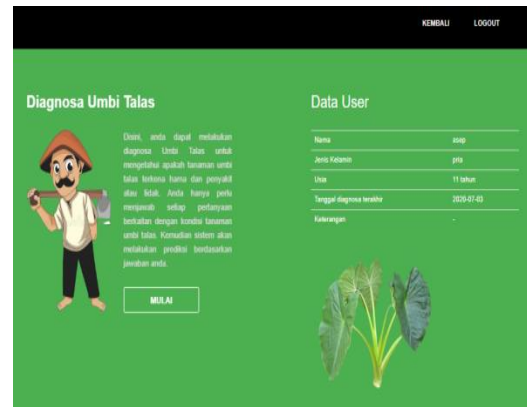 KEMBALI LOGOUT
Diagnosa Umbi Talas
Disini, anda dapat melakukan
diagnosa Umbi Talas untuk
mengetahui apakah tanaman umbi
talas terkena hama dan penyakit
atau tidak. Anda hanya perlu
menjawab setiap pertanyaan
berkaitan dengan kondisi tanaman
umbi talas. Kemudian sistem akan
melakukan prediksi berdasarkan
jawaban anda.
MULAI
Data User
Nama asep
Jenis Kelamin pria
Usia 11 tahun
Tanggal diagnosa terakhir 2020-07-03
Keterangan -